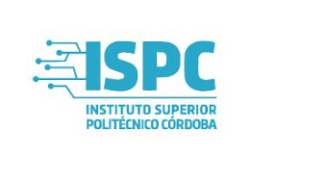 ISPC
INSTITUTO SUPERIOR
POLITÉCNICO CÓRDOBA